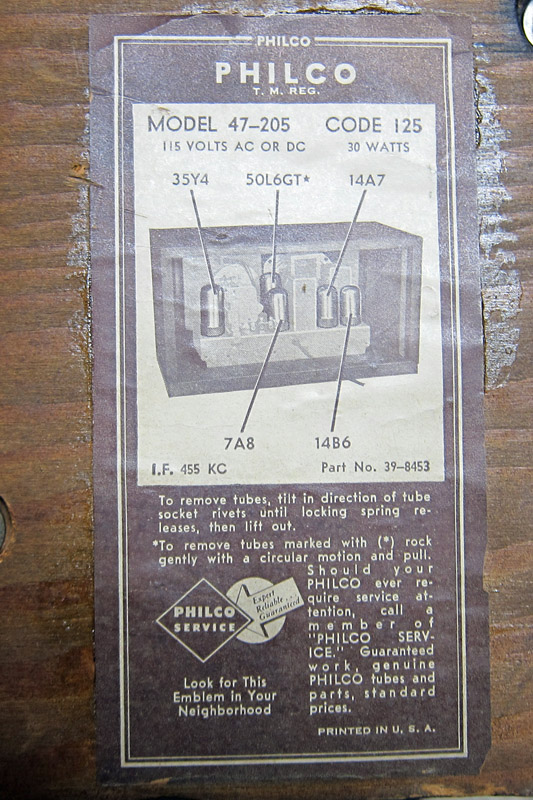 PHILCO
PHILCO
T. M. REG.
MODEL 47-205 CODE 125
115 VOLTS AC OR DC 30 WATTS
35Y4 50L6GT* 14A7
7A8 14B6
I.F. 455 KC Part No. 39-8453
To remove tubes, tilt in direction of tube
socket rivets until locking spring re-
leases, then lift out.
*To remove tubes marked with (*) rock
gently with a circular motion and pull.
Should your
PHILCO ever re-
quire service at-
tention, call a
member of
"PHILCO SERV-
ICE." Guaranteed
work, genuine
PHILCO tubes and
parts, standard
prices.
PHILCO
SERVICE
Expert
Reliable...
Guaranteed
Look for This
Emblem in Your
Neighborhood
PRINTED IN U. S. A.